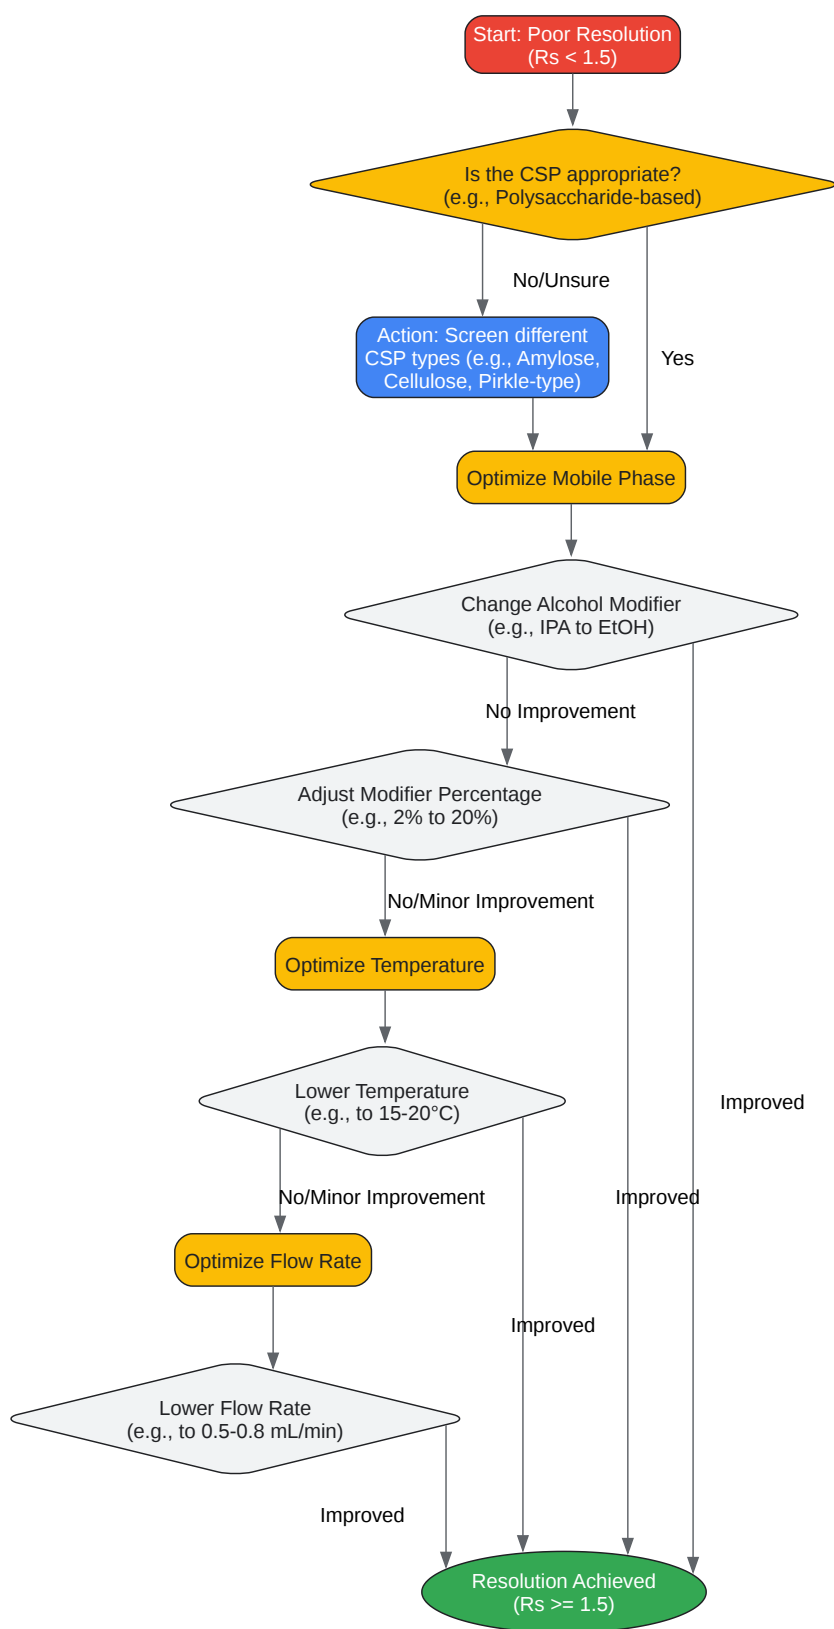 Start: Poor Resolution
(Rs < 1.5)
Is the CSP appropriate?
(e.g., Polysaccharide-based)
No/Unsure
Action: Screen different
CSP types (e.g., Amylose,
Cellulose, Pirkle-type)
Yes
Optimize Mobile Phase
Change Alcohol Modifier
(e.g., IPA to EtOH)
No Improvement
Adjust Modifier Percentage
(e.g., 2% to 20%)
No/Minor Improvement
Optimize Temperature
Lower Temperature
(e.g., to 15-20°C)
Improved
No/Minor Improvement
Improved
Optimize Flow Rate
Improved
Lower Flow Rate
(e.g., to 0.5-0.8 mL/min)
Improved
Resolution Achieved
(Rs >= 1.5)